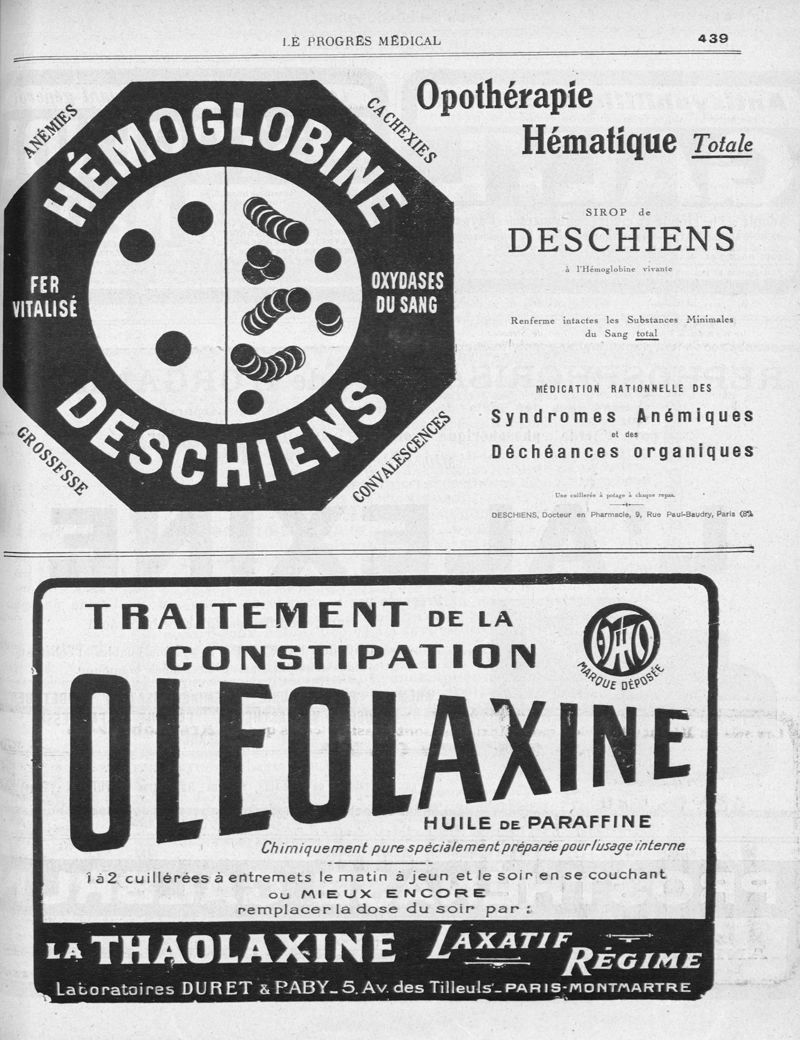 LE PROGRÈS MÉDICAL
439
ANÉMIES
CACHEXIES
HÉMOGLOBINE
FER
VITALISÉ
OXYDASES
DU SANG
DESCHIENS
GROSSESSE
CONVALESCENCES
Opothérapie
Hématique Totale
SIROP de
DESCHIENS
à l'Hémoglobine vivante
Renferme intactes les Substances Minimales
du Sang total
MÉDICATION RATIONNELLE DES
Syndromes Anémiques
et des
Déchéances organiques
Une cuillerée à potage à chaque repas.
DESCHIENS, Docteur en Pharmacie, 9, Rue Paul-Baudry, Paris (8e).
TRAITEMENT DE LA
CONSTIPATION
MARQUE DÉPOSÉE
OLEOLAXINE
HUILE DE PARAFFINE
Chimiquement pure spécialement préparée pour l'usage interne
1 à 2 cuillérées à entremets le matin à jeun et le soir en se couchant
OU MIEUX ENCORE
remplacer la dose du soir par :
LA THAOLAXINE LAXATIF
RÉGIME
Laboratoires DURET & PABY_5, Av. des Tilleuls_PARIS-MONTMARTRE